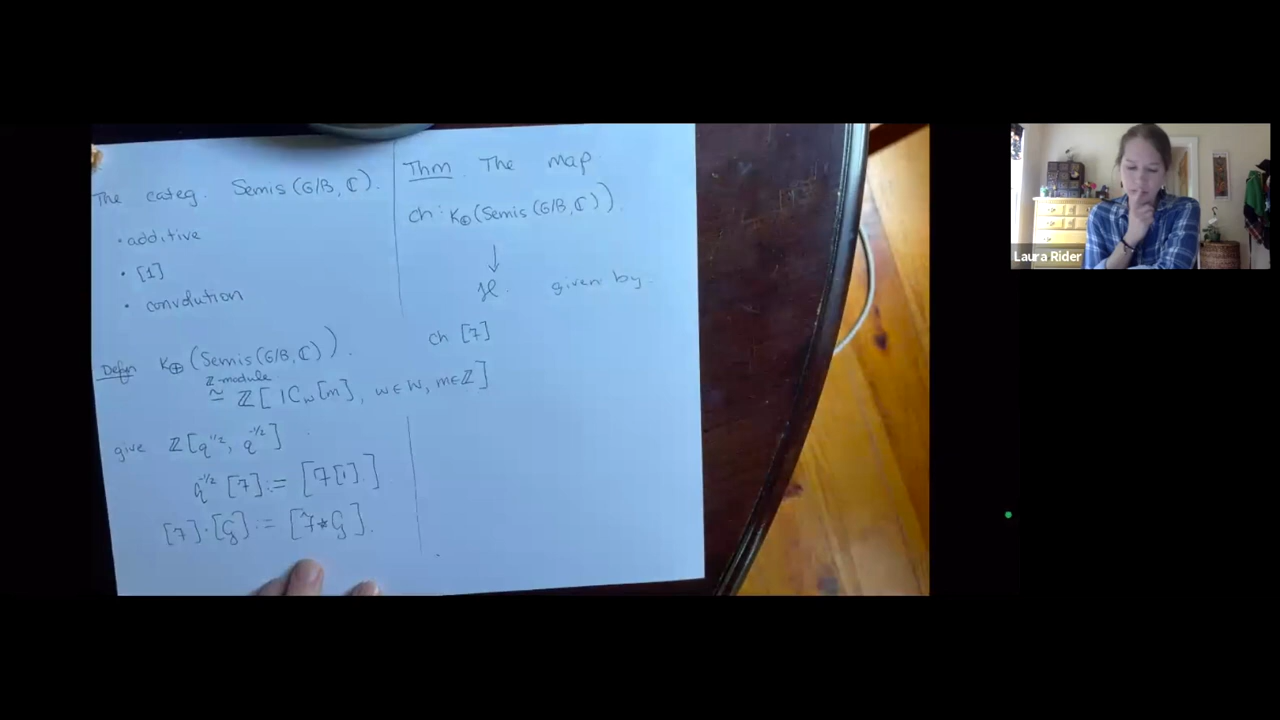 The categ. Semis(G/B, ℂ).
• additive
• [1]
• convolution
Defn K⊕(Semis(G/B, ℂ)).
ℤ-module
≅ ℤ[ICw[m], w∈W, m∈ℤ]
give ℤ[q^{1/2}, q^{-1/2}]
q^{-1/2}[F] := [F[1]]
[F]·[G] := [F*G].
Thm. The map
ch: K⊕(Semis(G/B, ℂ)).
↓
ℋ. given by
ch [F]
Laura Rider